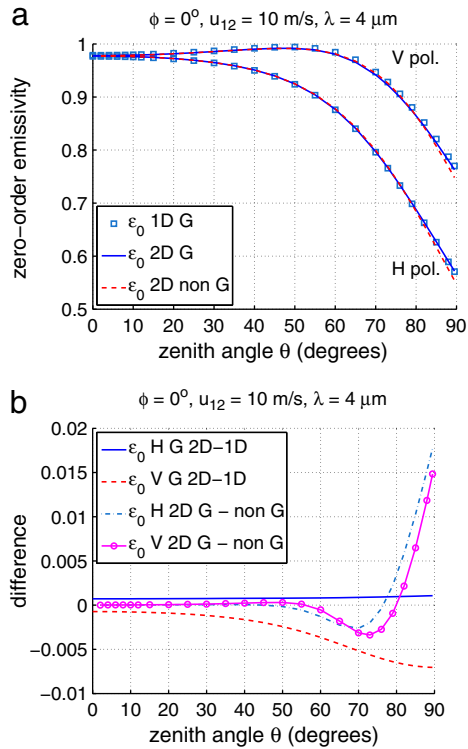 a
ϕ = 0°, u₁₂ = 10 m/s, λ = 4 μm
zero-order emissivity
1
0.9
0.8
0.7
0.6
0.5
V pol.
H pol.
ε₀ 1D G
ε₀ 2D G
ε₀ 2D non G
0 10 20 30 40 50 60 70 80 90
zenith angle θ (degrees)
b
ϕ = 0°, u₁₂ = 10 m/s, λ = 4 μm
difference
0.02
0.015
0.01
0.005
0
−0.005
−0.01
ε₀ H G 2D−1D
ε₀ V G 2D−1D
ε₀ H 2D G − non G
ε₀ V 2D G − non G
0 10 20 30 40 50 60 70 80 90
zenith angle θ (degrees)